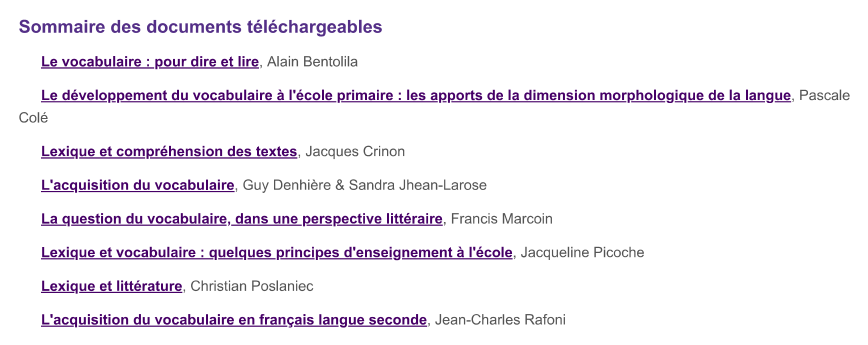 Sommaire des documents téléchargeables
Le vocabulaire : pour dire et lire, Alain Bentolila
Le développement du vocabulaire à l'école primaire : les apports de la dimension morphologique de la langue, Pascale
Colé
Lexique et compréhension des textes, Jacques Crinon
L'acquisition du vocabulaire, Guy Denhière & Sandra Jhean-Larose
La question du vocabulaire, dans une perspective littéraire, Francis Marcoin
Lexique et vocabulaire : quelques principes d'enseignement à l'école, Jacqueline Picoche
Lexique et littérature, Christian Poslaniec
L'acquisition du vocabulaire en français langue seconde, Jean-Charles Rafoni